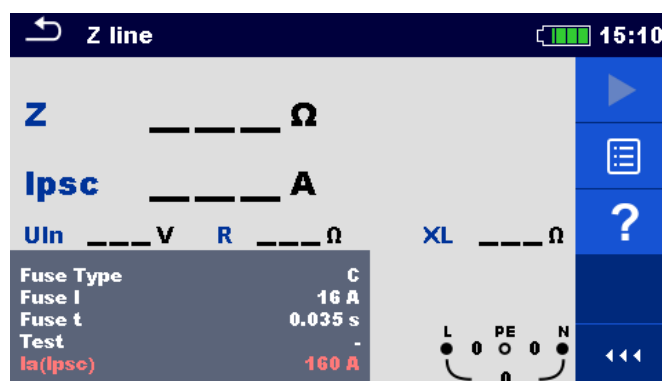 Z line 15:10
Z ___ Ω
Ipsc ___ A
Uln ___ V R ___ Ω XL ___ Ω
?
Fuse Type C
Fuse I 16 A
Fuse t 0.035 s
Test -
Ia(Ipsc) 160 A
L PE N
0 0
0